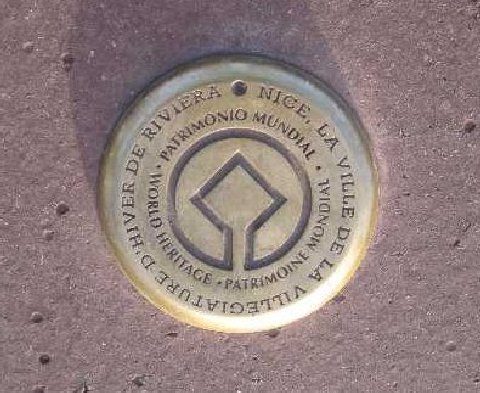 NICE, LA VILLE DE LA VILLEGIATURE D'HIVER DE RIVIERA
PATRIMONIO MUNDIAL • PATRIMOINE MONDIAL • WORLD HERITAGE •